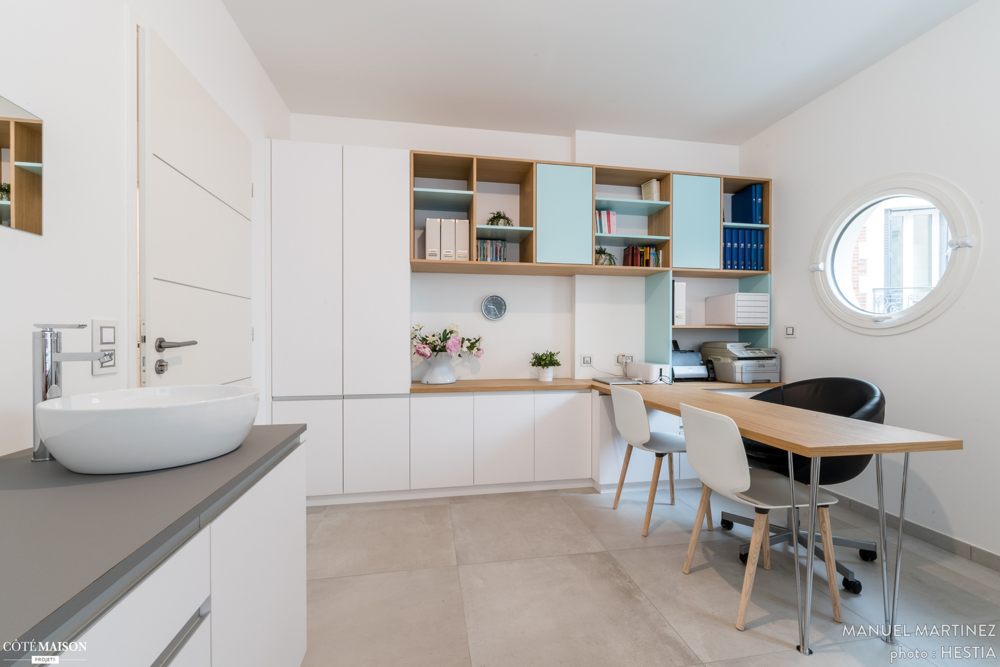 MANUEL MARTINEZ
photo : HESTIA
CÔTÉ MAISON
PROJETS